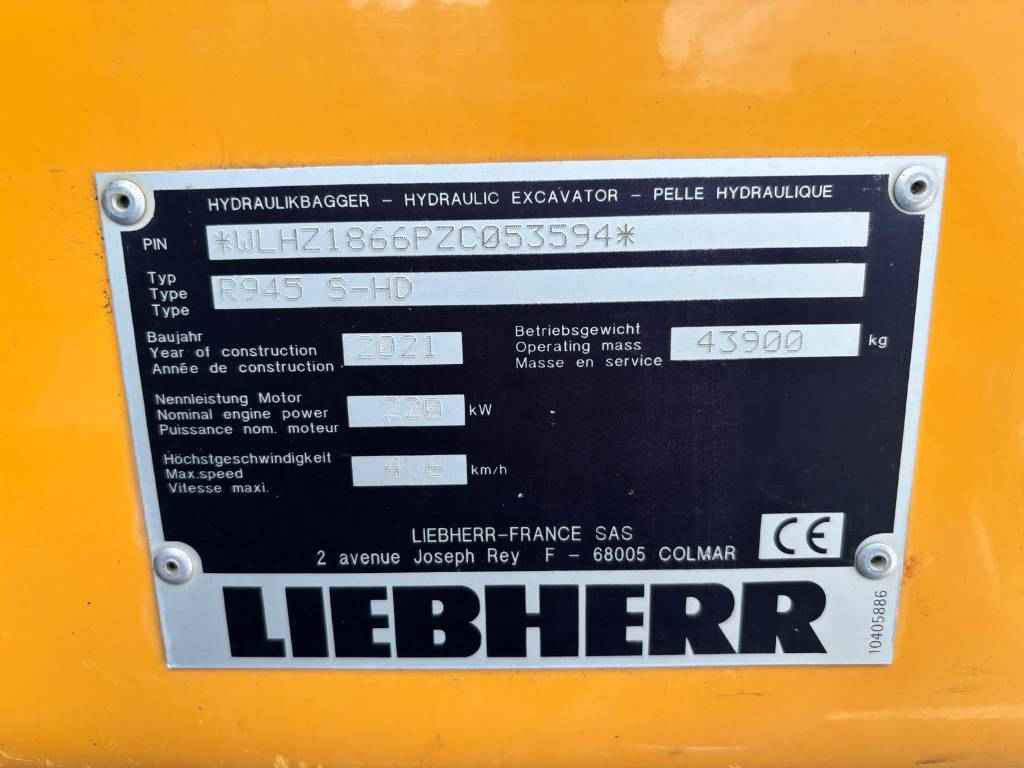 HYDRAULIKBAGGER - HYDRAULIC EXCAVATOR - PELLE HYDRAULIQUE
PIN *WLHZ1866PZC053594*
Typ
Type R945 S-HD
Type
Baujahr
Year of construction 2021
Année de construction
Betriebsgewicht
Operating mass 43900 kg
Masse en service
Nennleistung Motor
Nominal engine power 220 kW
Puissance nom. moteur
Höchstgeschwindigkeit
Max.speed km/h
Vitesse maxi.
LIEBHERR-FRANCE SAS
2 avenue Joseph Rey F - 68005 COLMAR
CE
LIEBHERR
10405886